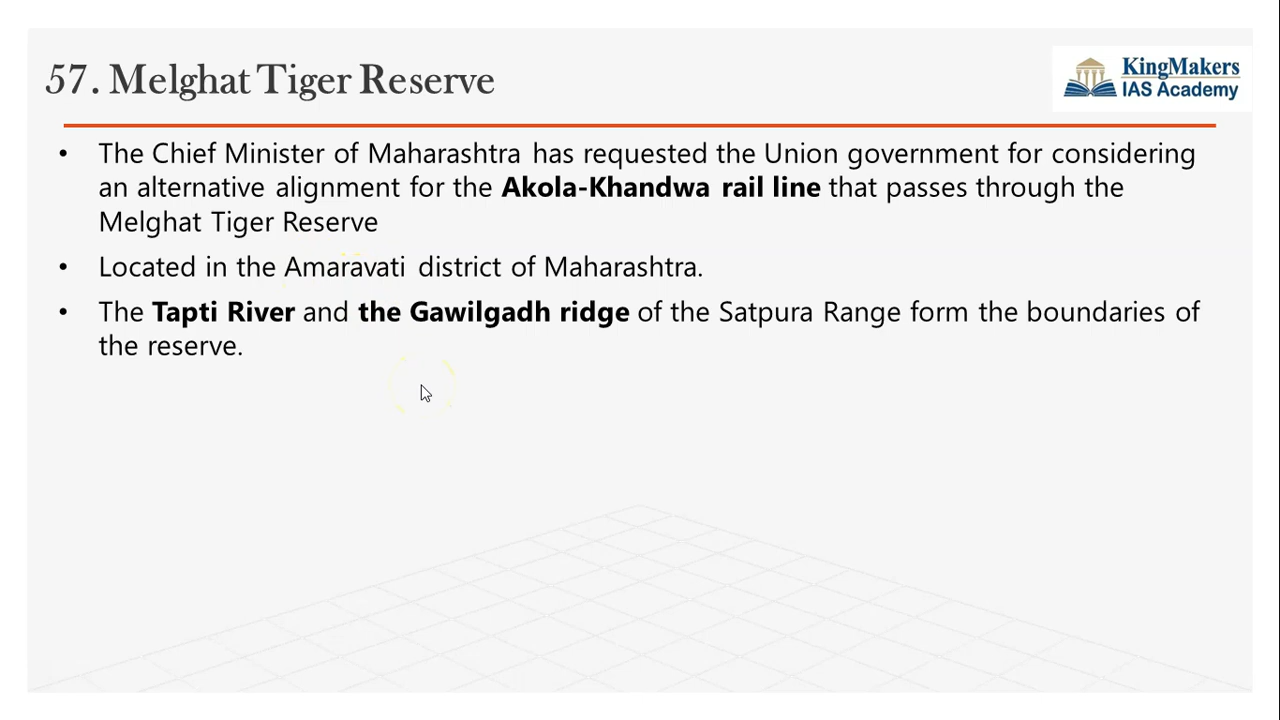 57. Melghat Tiger Reserve
KingMakers
IAS Academy
• The Chief Minister of Maharashtra has requested the Union government for considering
an alternative alignment for the Akola-Khandwa rail line that passes through the
Melghat Tiger Reserve
• Located in the Amaravati district of Maharashtra.
• The Tapti River and the Gawilgadh ridge of the Satpura Range form the boundaries of
the reserve.